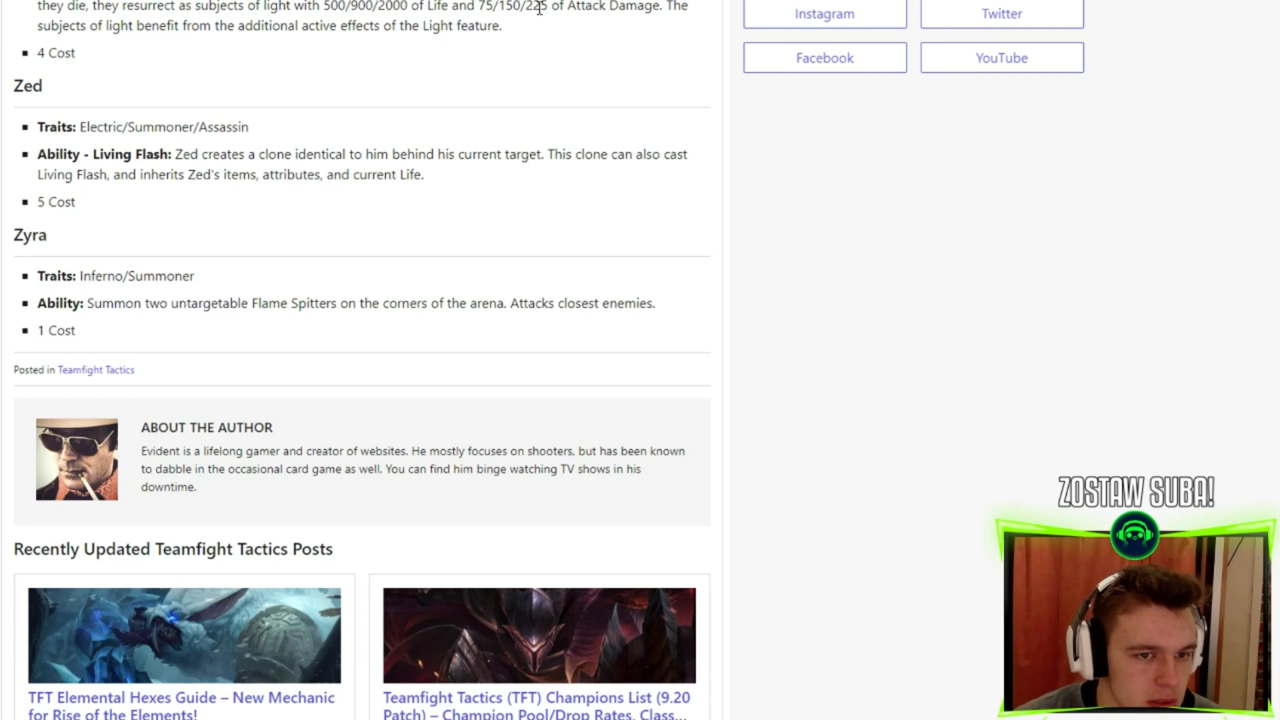 they die, they resurrect as subjects of light with 500/900/2000 of Life and 75/150/225 of Attack Damage. The
subjects of light benefit from the additional active effects of the Light feature.
4 Cost
Zed
Traits: Electric/Summoner/Assassin
Ability - Living Flash: Zed creates a clone identical to him behind his current target. This clone can also cast
Living Flash, and inherits Zed's items, attributes, and current Life.
5 Cost
Zyra
Traits: Inferno/Summoner
Ability: Summon two untargetable Flame Spitters on the corners of the arena. Attacks closest enemies.
1 Cost
Posted in Teamfight Tactics
ABOUT THE AUTHOR
Evident is a lifelong gamer and creator of websites. He mostly focuses on shooters, but has been known
to dabble in the occasional card game as well. You can find him binge watching TV shows in his
downtime.
Recently Updated Teamfight Tactics Posts
TFT Elemental Hexes Guide – New Mechanic
for Rise of the Elements!
Teamfight Tactics (TFT) Champions List (9.20
Patch) – Champion Pool/Drop Rates, Class...
Instagram
Twitter
Facebook
YouTube
ZOSTAW SUBA!